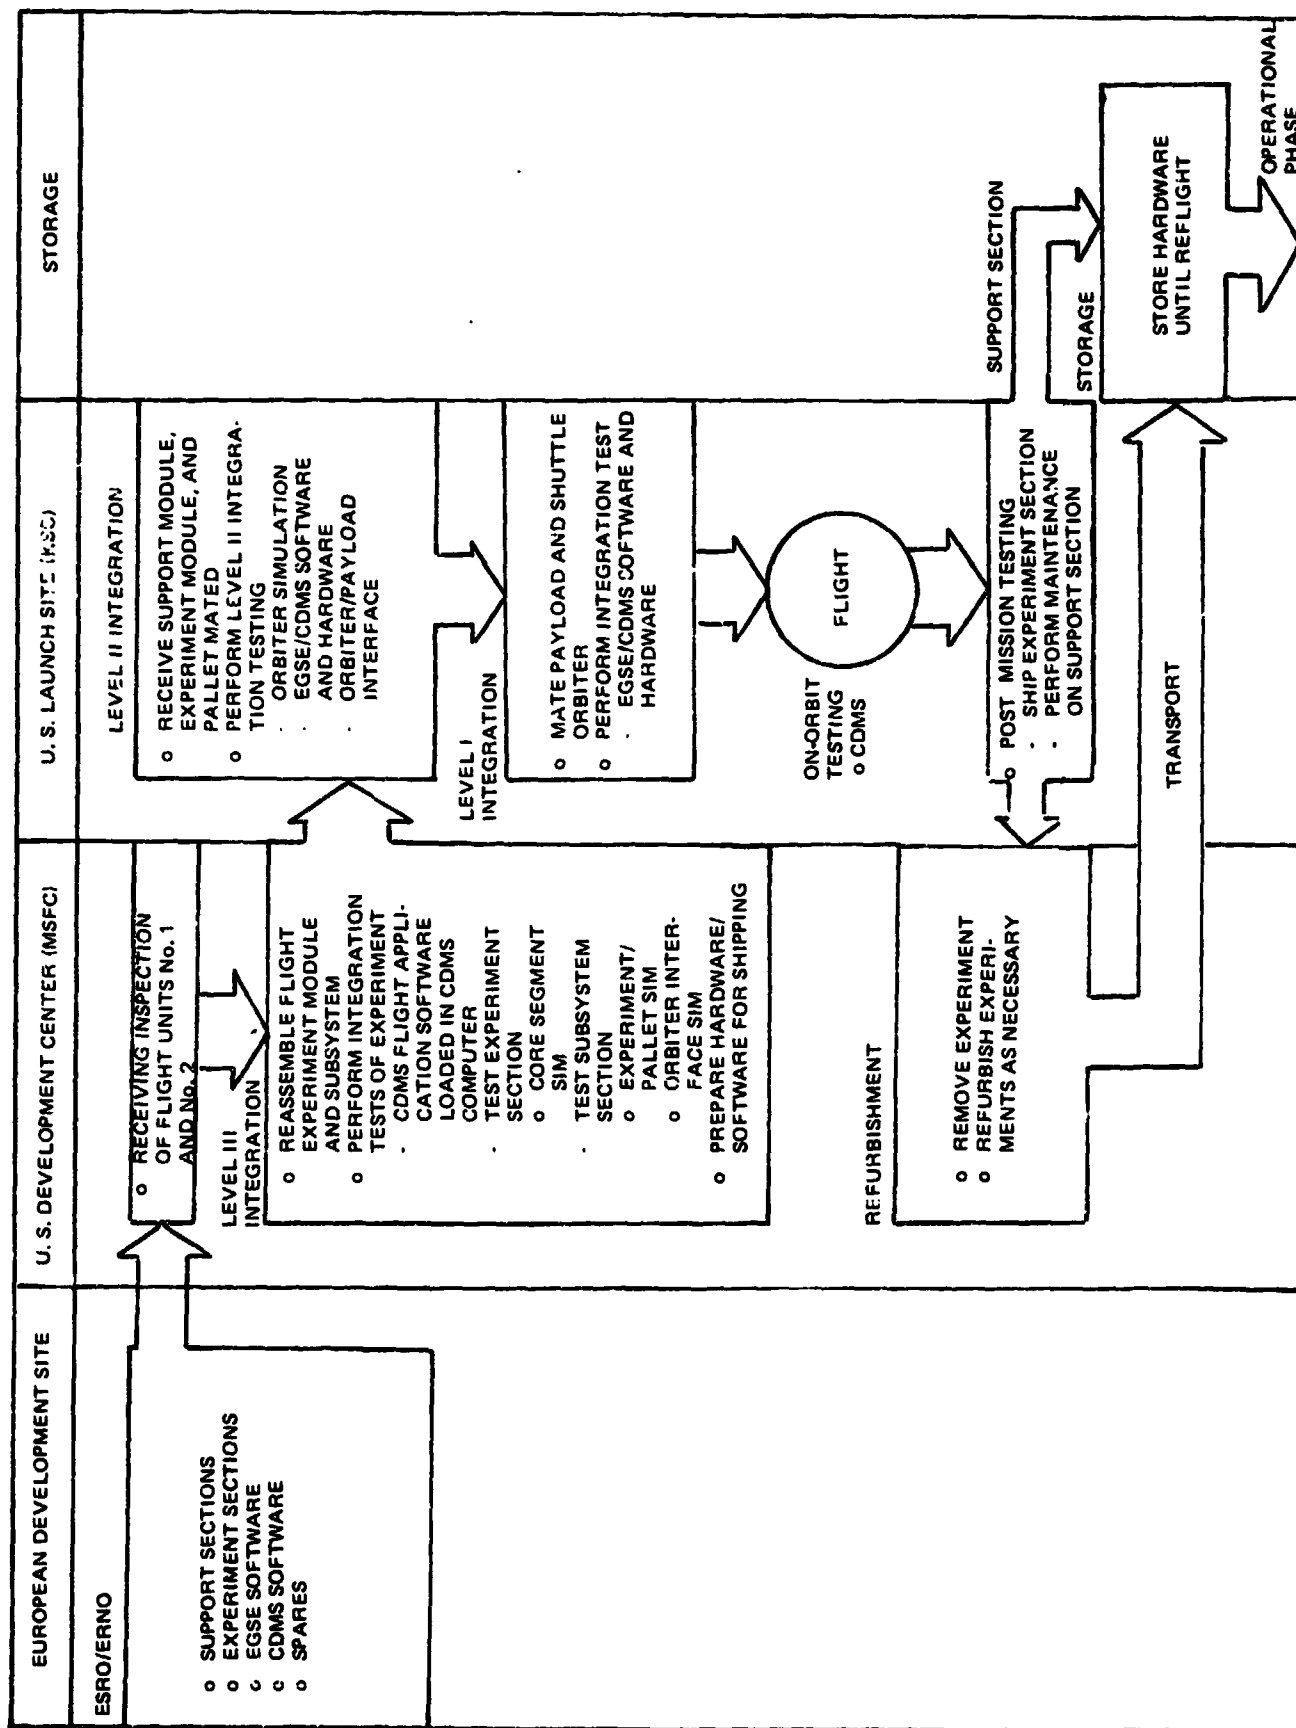 EUROPEAN DEVELOPMENT SITE
U. S. DEVELOPMENT CENTER (MSFC)
U. S. LAUNCH SITE (KSC)
STORAGE
ESRO/ERNO
o SUPPORT SECTIONS
o EXPERIMENT SECTIONS
o EGSE SOFTWARE
o CDMS SOFTWARE
o SPARES
o RECEIVING INSPECTION
OF FLIGHT UNITS No. 1
AND No. 2
LEVEL III
INTEGRATION
o REASSEMBLE FLIGHT
EXPERIMENT MODULE
AND SUBSYSTEM
o PERFORM INTEGRATION
TESTS OF EXPERIMENT
- CDMS FLIGHT APPLI-
CATION SOFTWARE
LOADED IN CDMS
COMPUTER
- TEST EXPERIMENT
SECTION
o CORE SEGMENT
SIM
- TEST SUBSYSTEM
SECTION
o EXPERIMENT/
PALLET SIM
o ORBITER INTER-
FACE SIM
o PREPARE HARDWARE/
SOFTWARE FOR SHIPPING
REFURBISHMENT
o REMOVE EXPERIMENT
o REFURBISH EXPERI-
MENTS AS NECESSARY
LEVEL II INTEGRATION
o RECEIVE SUPPORT MODULE,
EXPERIMENT MODULE, AND
PALLET MATED
o PERFORM LEVEL II INTEGRA-
TION TESTING
- ORBITER SIMULATION
- EGSE/CDMS SOFTWARE
AND HARDWARE
- ORBITER/PAYLOAD
INTERFACE
LEVEL I
INTEGRATION
o MATE PAYLOAD AND SHUTTLE
ORBITER
o PERFORM INTEGRATION TEST
- EGSE/CDMS SOFTWARE AND
HARDWARE
ON-ORBIT
TESTING
o CDMS
FLIGHT
o POST MISSION TESTING
- SHIP EXPERIMENT SECTION
- PERFORM MAINTENANCE
ON SUPPORT SECTION
TRANSPORT
SUPPORT SECTION
STORAGE
STORE HARDWARE
UNTIL REFLIGHT
OPERATIONAL
PHASE